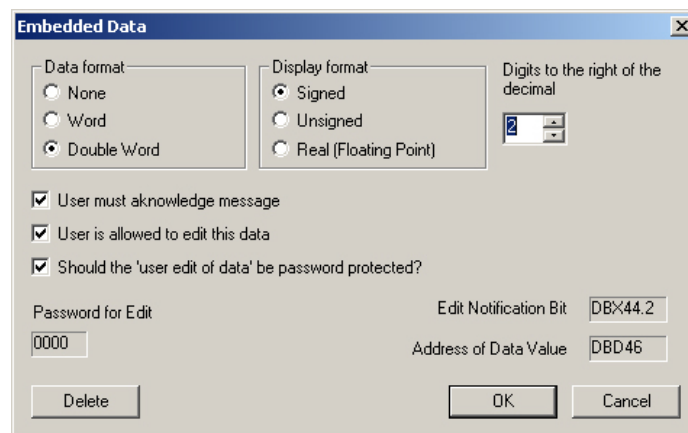 Embedded Data
Data format
None
Word
Double Word
Display format
Signed
Unsigned
Real (Floating Point)
Digits to the right of the
decimal
2
User must aknowledge message
User is allowed to edit this data
Should the 'user edit of data' be password protected?
Password for Edit
0000
Edit Notification Bit DBX44.2
Address of Data Value DBD46
Delete
OK
Cancel